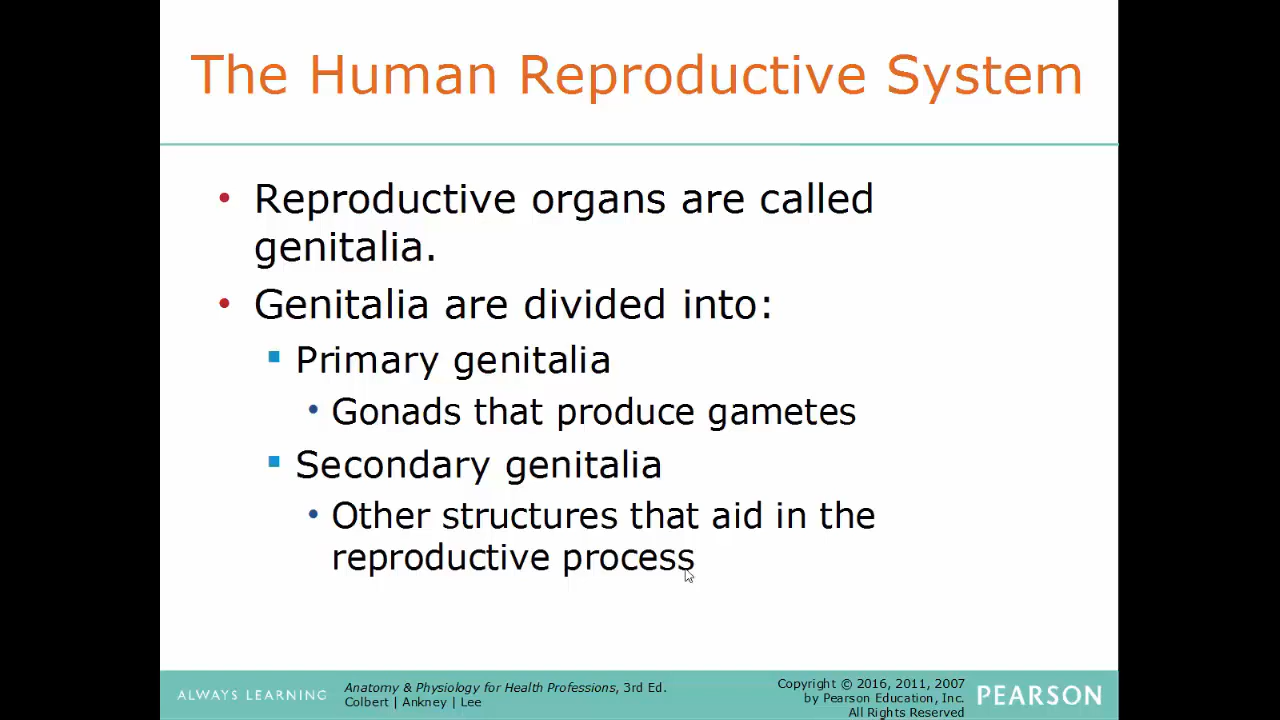 The Human Reproductive System
• Reproductive organs are called
genitalia.
• Genitalia are divided into:
▪ Primary genitalia
• Gonads that produce gametes
▪ Secondary genitalia
• Other structures that aid in the
reproductive process
ALWAYS LEARNING
Anatomy & Physiology for Health Professions, 3rd Ed.
Colbert | Ankney | Lee
Copyright © 2016, 2011, 2007
by Pearson Education, Inc.
All Rights Reserved
PEARSON